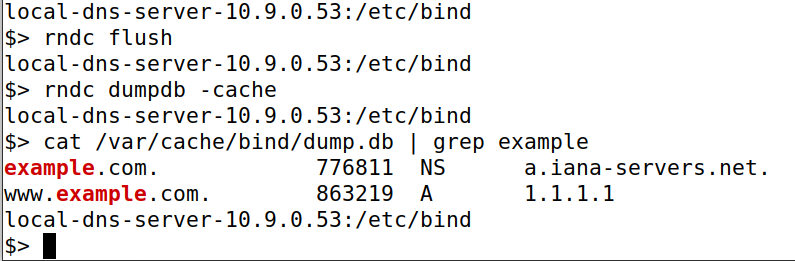 local-dns-server-10.9.0.53:/etc/bind
$> rndc flush
local-dns-server-10.9.0.53:/etc/bind
$> rndc dumpdb -cache
local-dns-server-10.9.0.53:/etc/bind
$> cat /var/cache/bind/dump.db | grep example
example.com.            776811  NS      a.iana-servers.net.
www.example.com.        863219  A       1.1.1.1
local-dns-server-10.9.0.53:/etc/bind
$>